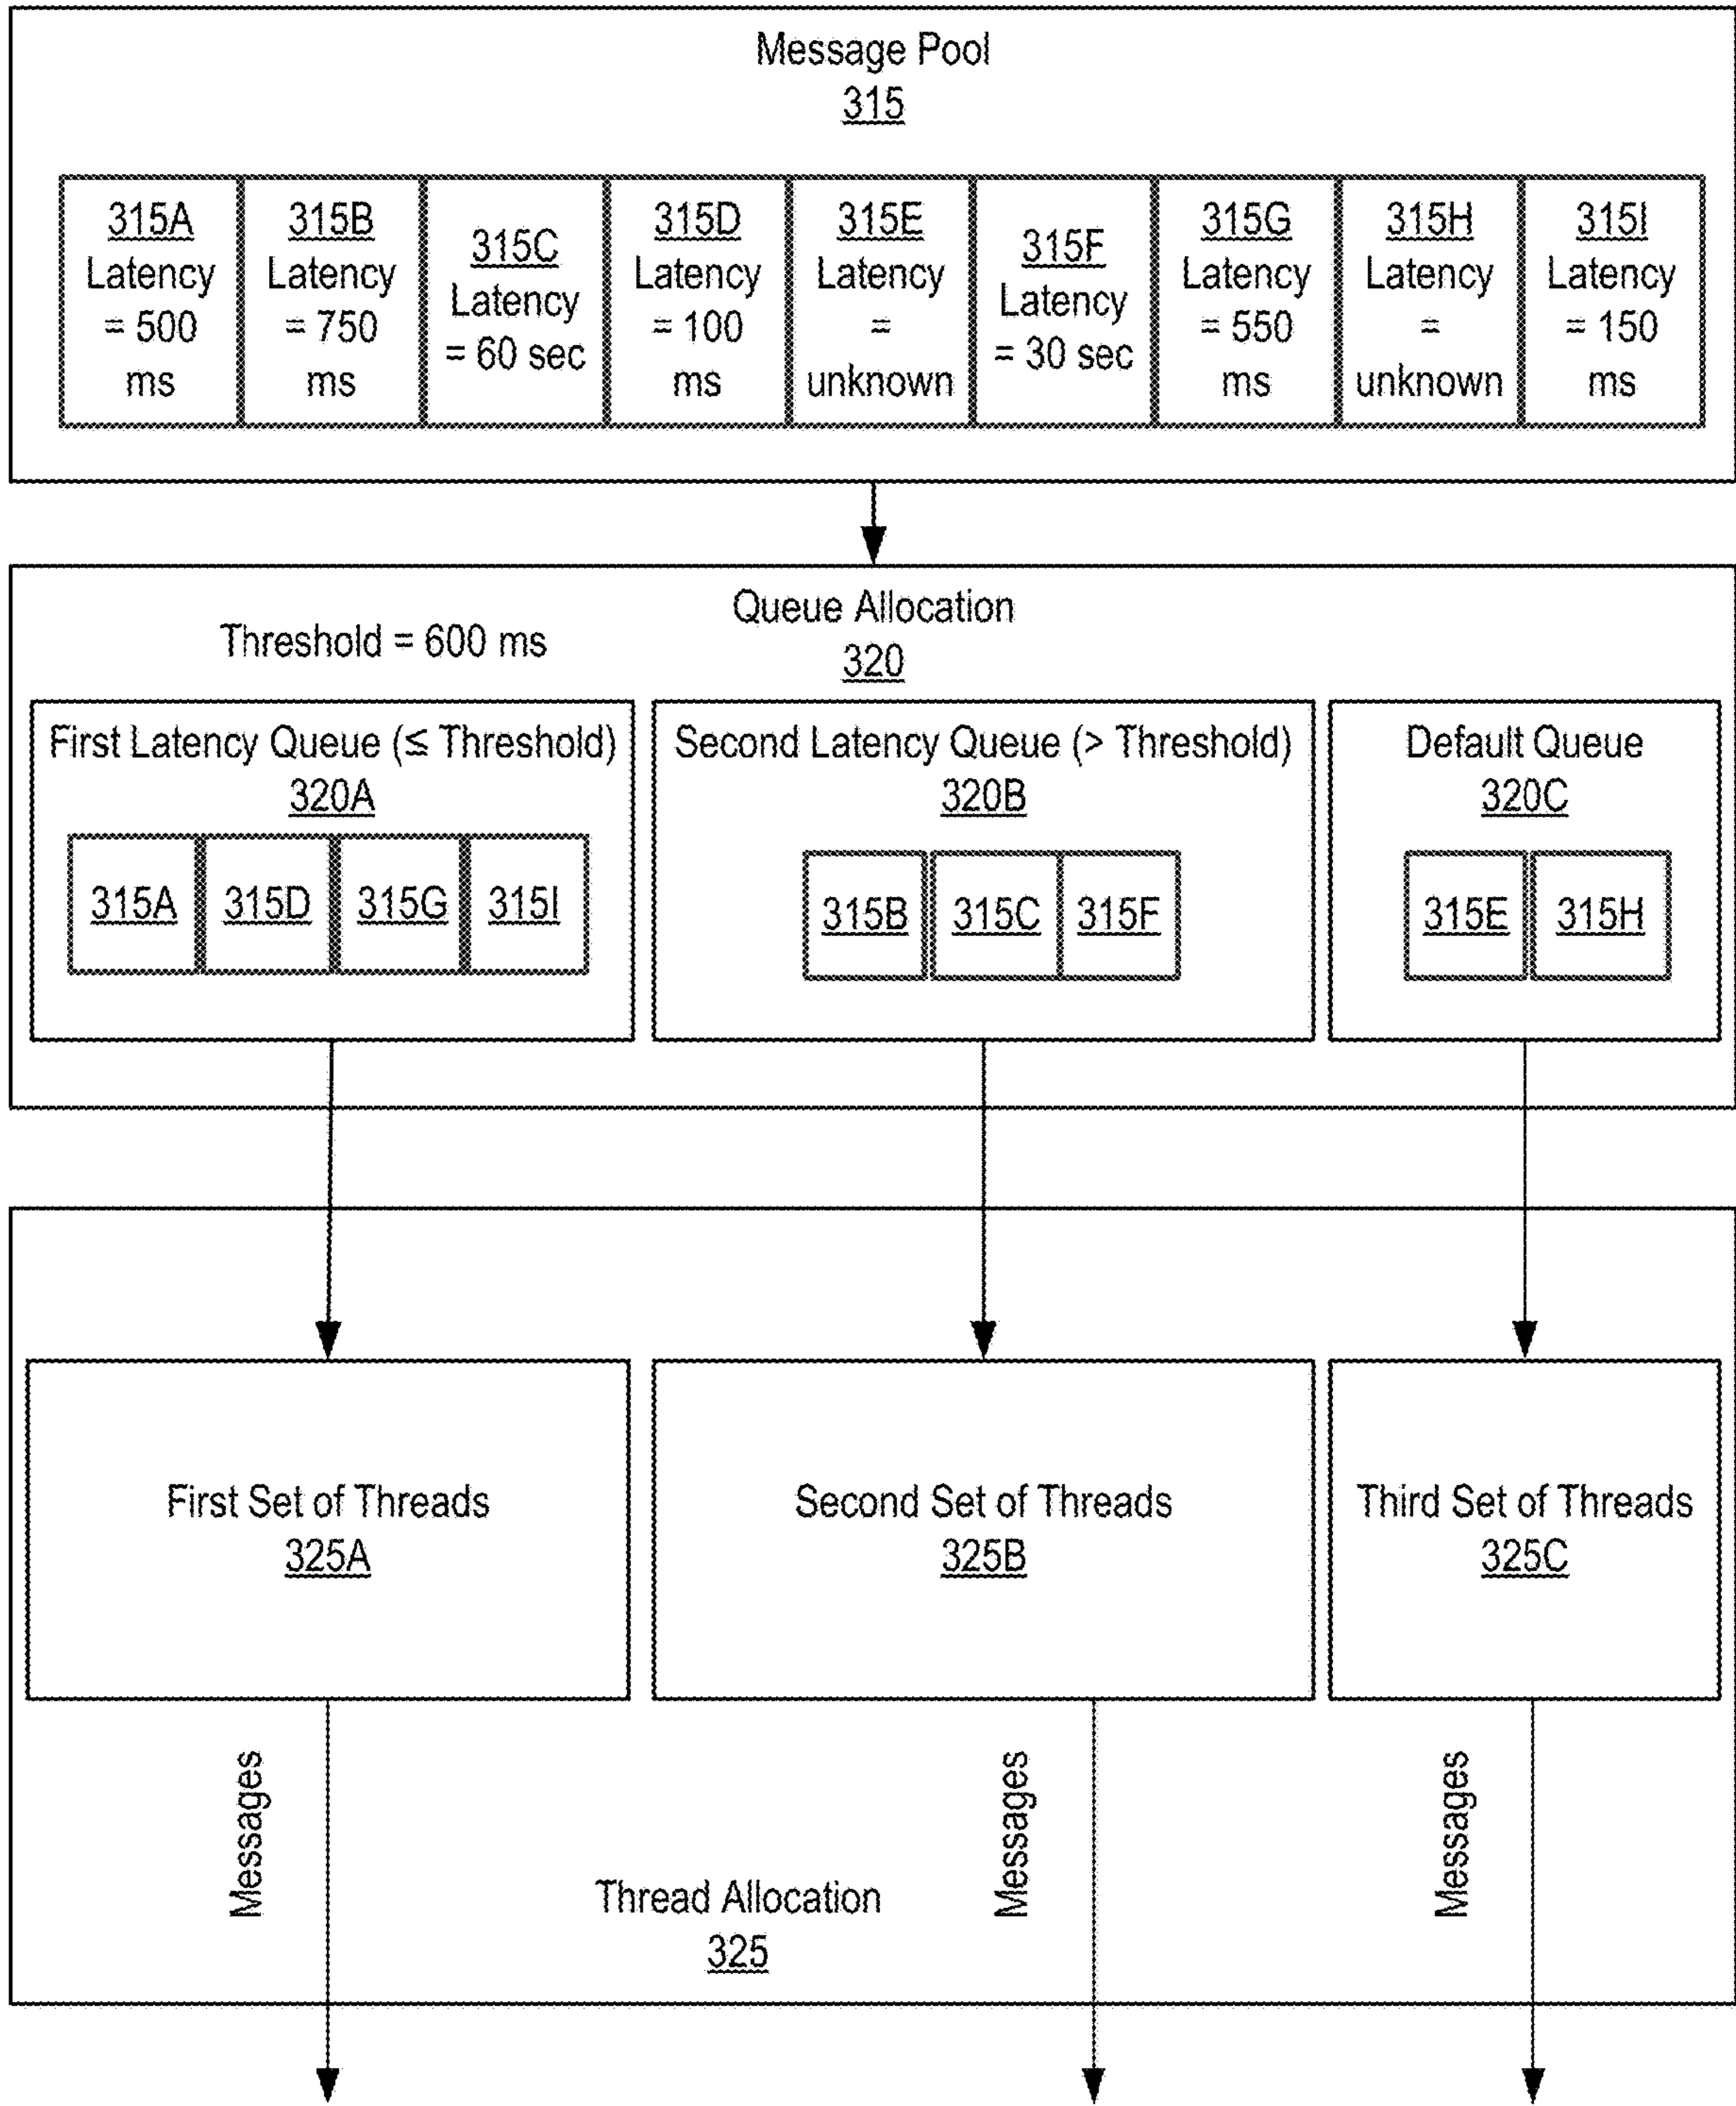 Message Pool
315
315A
Latency
= 500
ms
315B
Latency
= 750
ms
315C
Latency
= 60 sec
315D
Latency
= 100
ms
315E
Latency
=
unknown
315F
Latency
= 30 sec
315G
Latency
= 550
ms
315H
Latency
=
unknown
315I
Latency
= 150
ms
Queue Allocation
320
Threshold = 600 ms
First Latency Queue (≤ Threshold)
320A
315A
315D
315G
315I
Second Latency Queue (> Threshold)
320B
315B
315C
315F
Default Queue
320C
315E
315H
First Set of Threads
325A
Second Set of Threads
325B
Third Set of Threads
325C
Messages
Messages
Messages
Thread Allocation
325